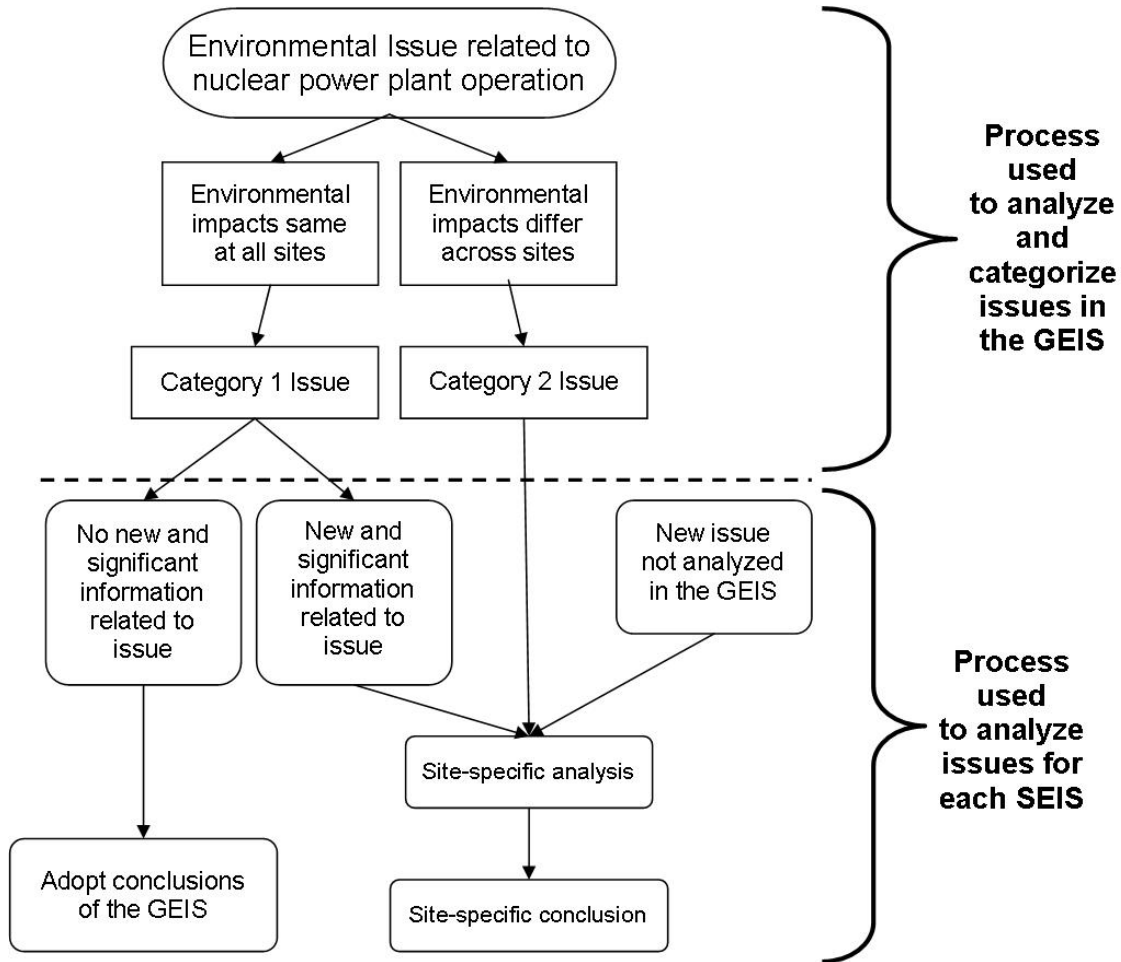 Environmental Issue related to
nuclear power plant operation
Environmental
impacts same
at all sites
Environmental
impacts differ
across sites
Category 1 Issue
Category 2 Issue
Process
used
to analyze
and
categorize
issues in
the GEIS
No new and
significant
information
related to
issue
New and
significant
information
related to
issue
New issue
not analyzed
in the GEIS
Site-specific analysis
Adopt conclusions
of the GEIS
Site-specific conclusion
Process
used
to analyze
issues for
each SEIS